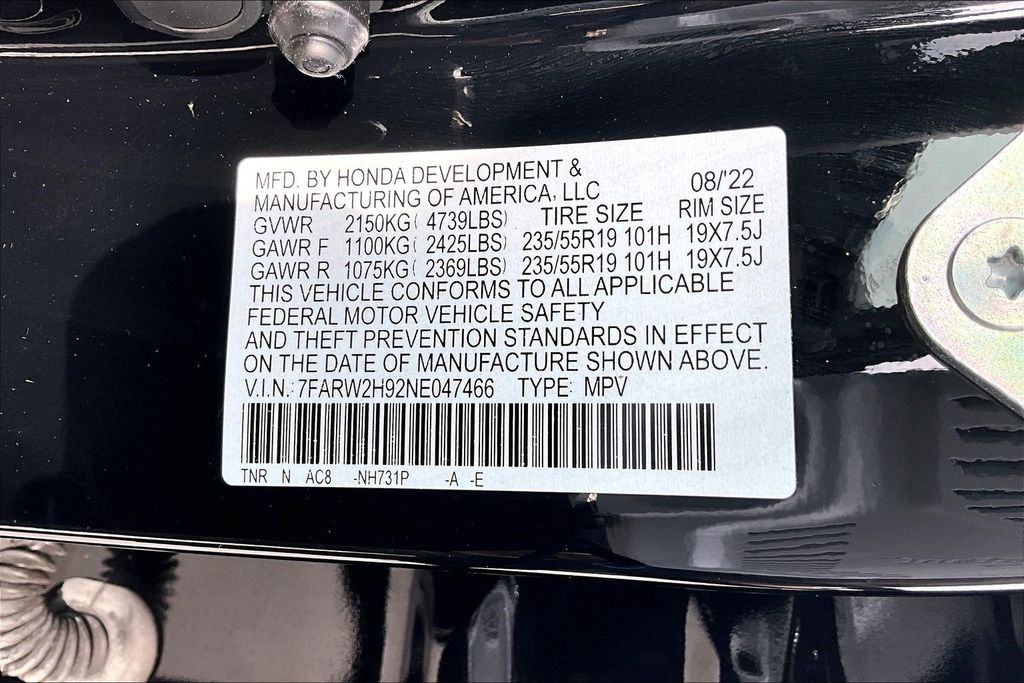 MFD. BY HONDA DEVELOPMENT &
MANUFACTURING OF AMERICA, LLC 08/'22
GVWR 2150KG( 4739LBS) TIRE SIZE RIM SIZE
GAWR F 1100KG( 2425LBS) 235/55R19 101H 19X7.5J
GAWR R 1075KG( 2369LBS) 235/55R19 101H 19X7.5J
THIS VEHICLE CONFORMS TO ALL APPLICABLE
FEDERAL MOTOR VEHICLE SAFETY
AND THEFT PREVENTION STANDARDS IN EFFECT
ON THE DATE OF MANUFACTURE SHOWN ABOVE.
V.I.N.: 7FARW2H92NE047466 TYPE: MPV
TNR N AC8 -NH731P -A -E